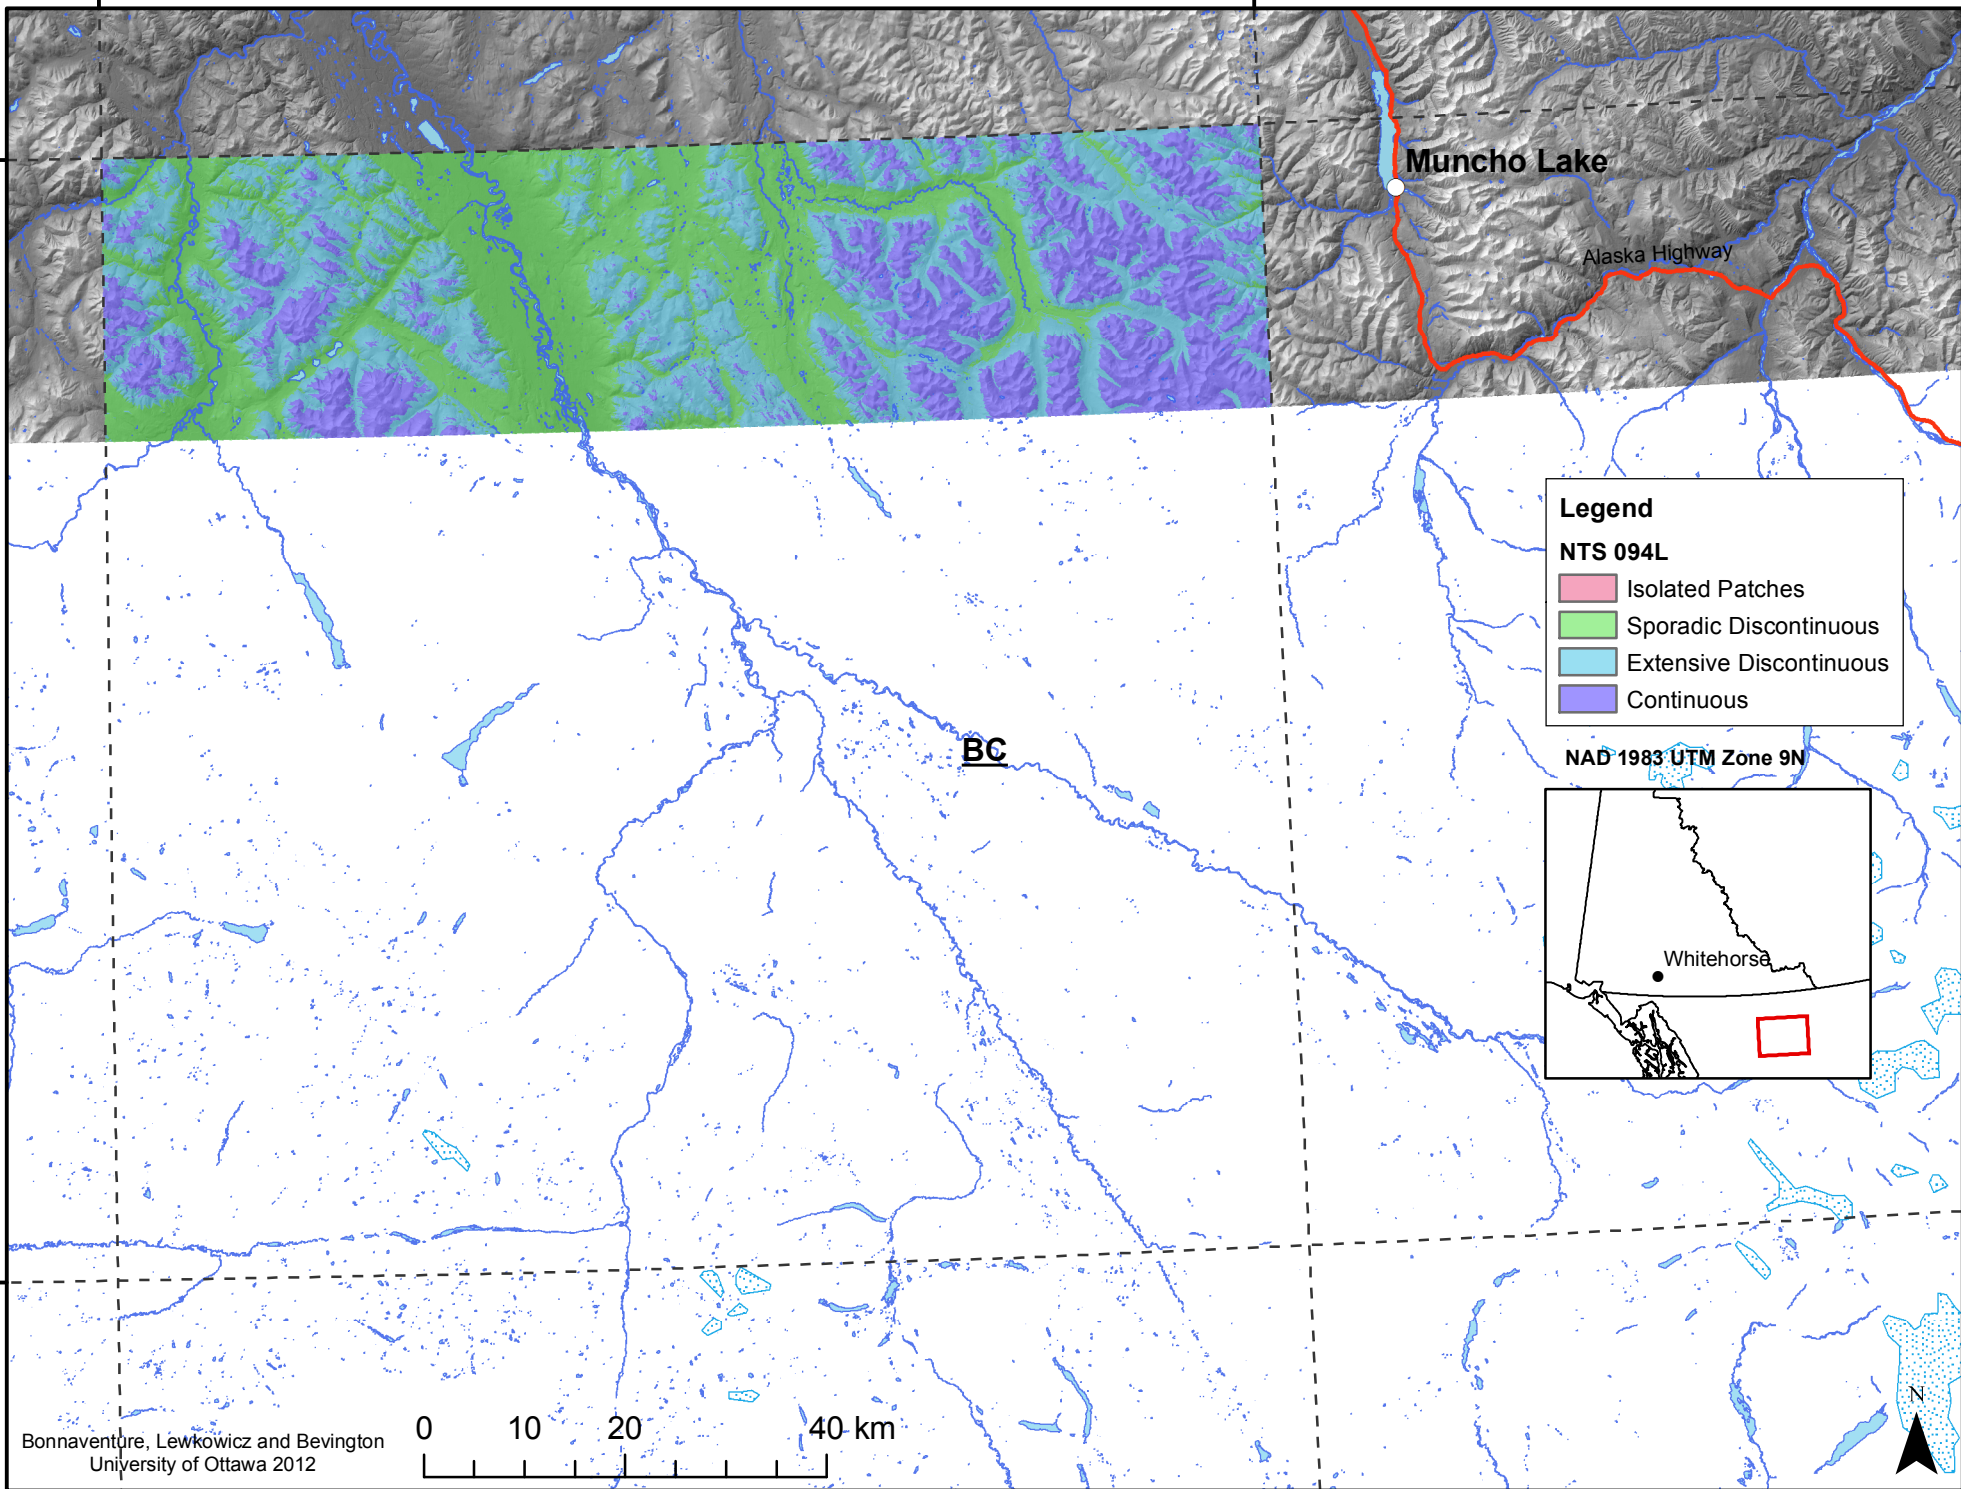 Muncho Lake
Alaska Highway
Legend
NTS 094L
Isolated Patches
Sporadic Discontinuous
Extensive Discontinuous
Continuous
BC
NAD 1983 UTM Zone 9N
Whitehorse
N
0 10 20 40 km
Bonnaventure, Lewkowicz and Bevington
University of Ottawa 2012